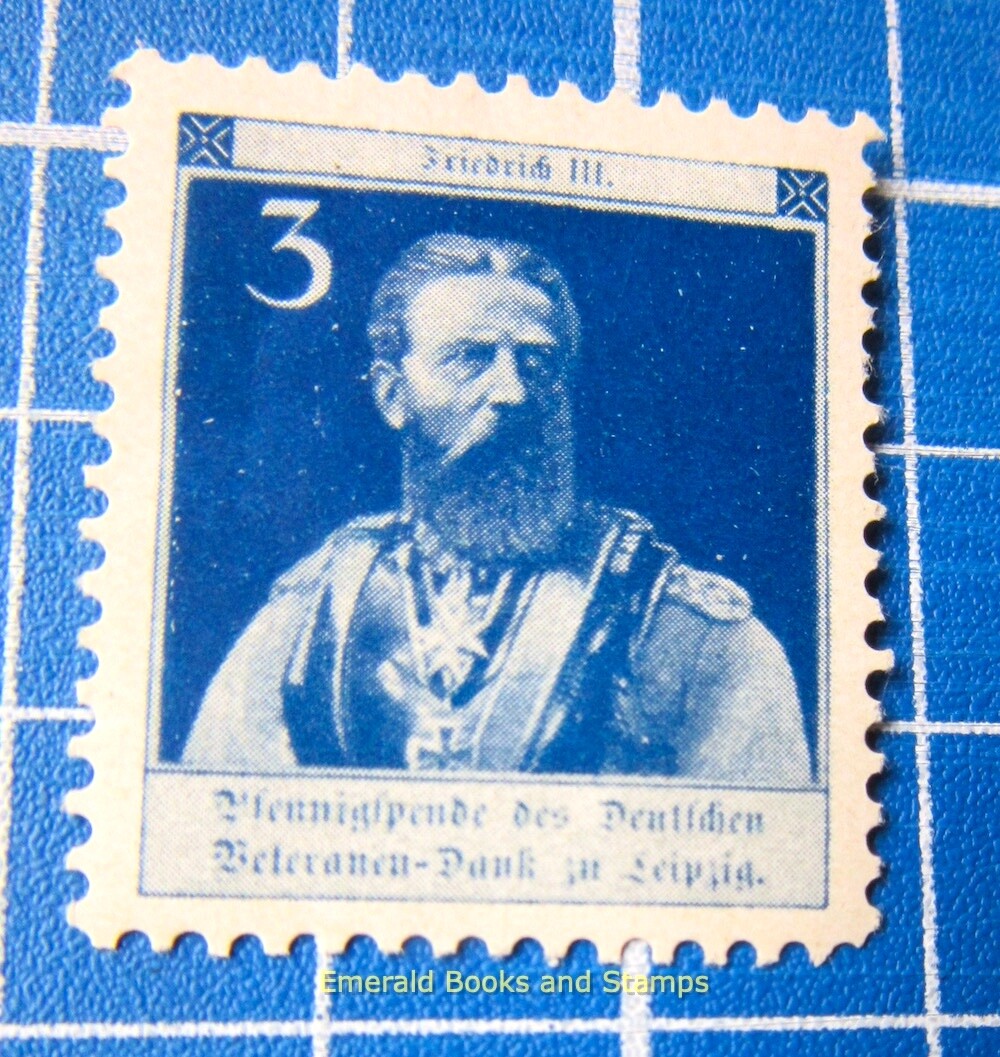 Friedrich III.
3
Pfennigspende des Deutschen
Veteranen-Dank zu Leipzig.
Emerald Books and Stamps